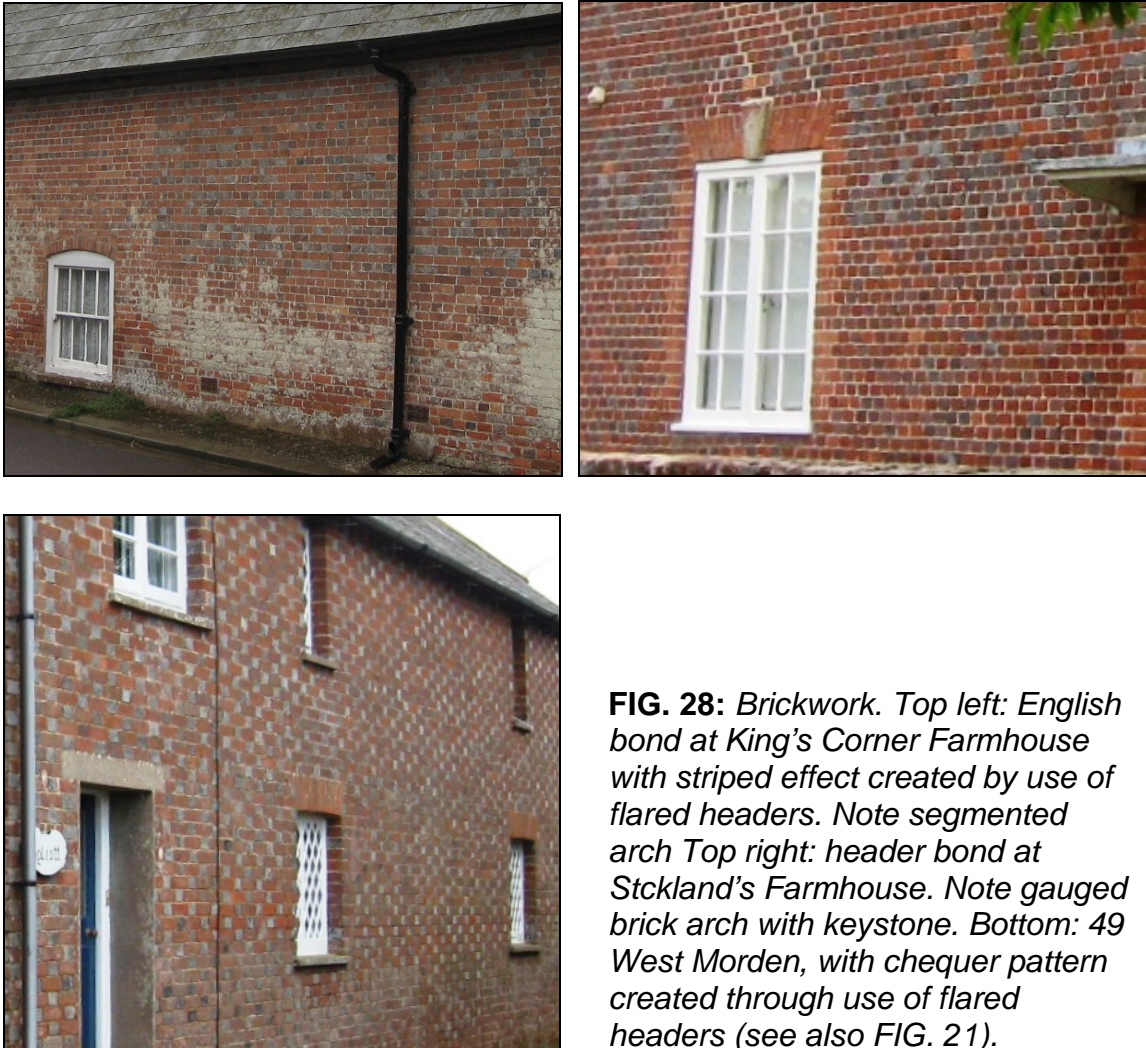 FIG. 28: Brickwork. Top left: English
bond at King's Corner Farmhouse
with striped effect created by use of
flared headers. Note segmented
arch Top right: header bond at
Stckland's Farmhouse. Note gauged
brick arch with keystone. Bottom: 49
West Morden, with chequer pattern
created through use of flared
headers (see also FIG. 21).